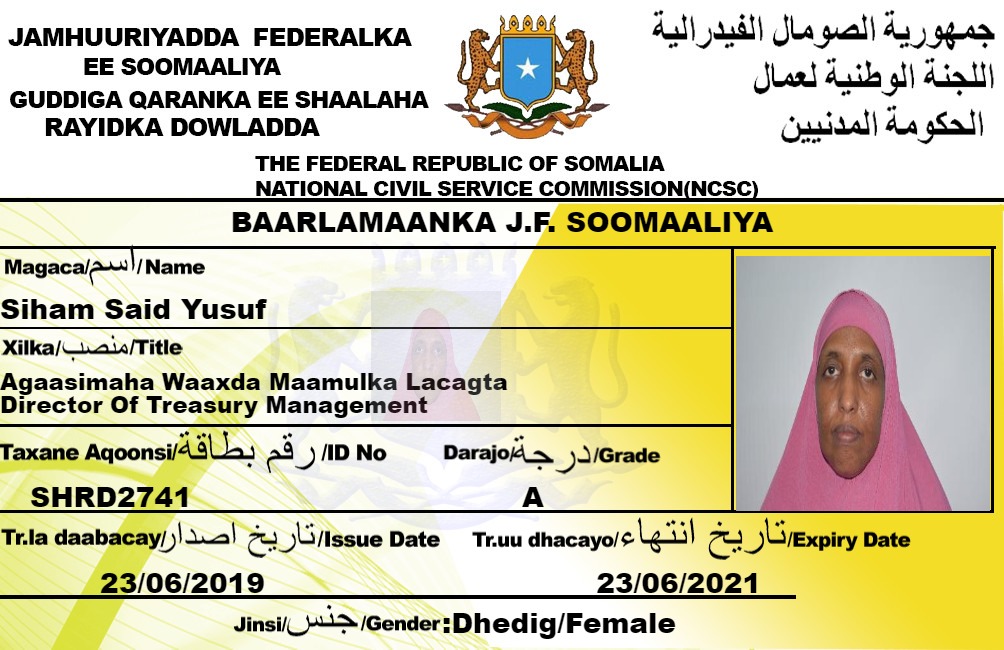 JAMHUURIYADDA FEDERALKA
EE SOOMAALIYA
GUDDIGA QARANKA EE SHAALAHA
RAYIDKA DOWLADDA
جمهورية الصومال الفيدرالية
اللجنة الوطنية لعمال
الحكومة المدنيين
THE FEDERAL REPUBLIC OF SOMALIA
NATIONAL CIVIL SERVICE COMMISSION(NCSC)
BAARLAMAANKA J.F. SOOMAALIYA
Magaca/اسم/Name
Siham Said Yusuf
Xilka/منصب/Title
Agaasimaha Waaxda Maamulka Lacagta
Director Of Treasury Management
Taxane Aqoonsi/رقم بطاقة/ID No
SHRD2741
Darajo/درجة/Grade
A
Tr.la daabacay/تاريخ اصدار/Issue Date
23/06/2019
Tr.uu dhacayo/تاريخ انتهاء/Expiry Date
23/06/2021
Jinsi/جنس/Gender:Dhedig/Female